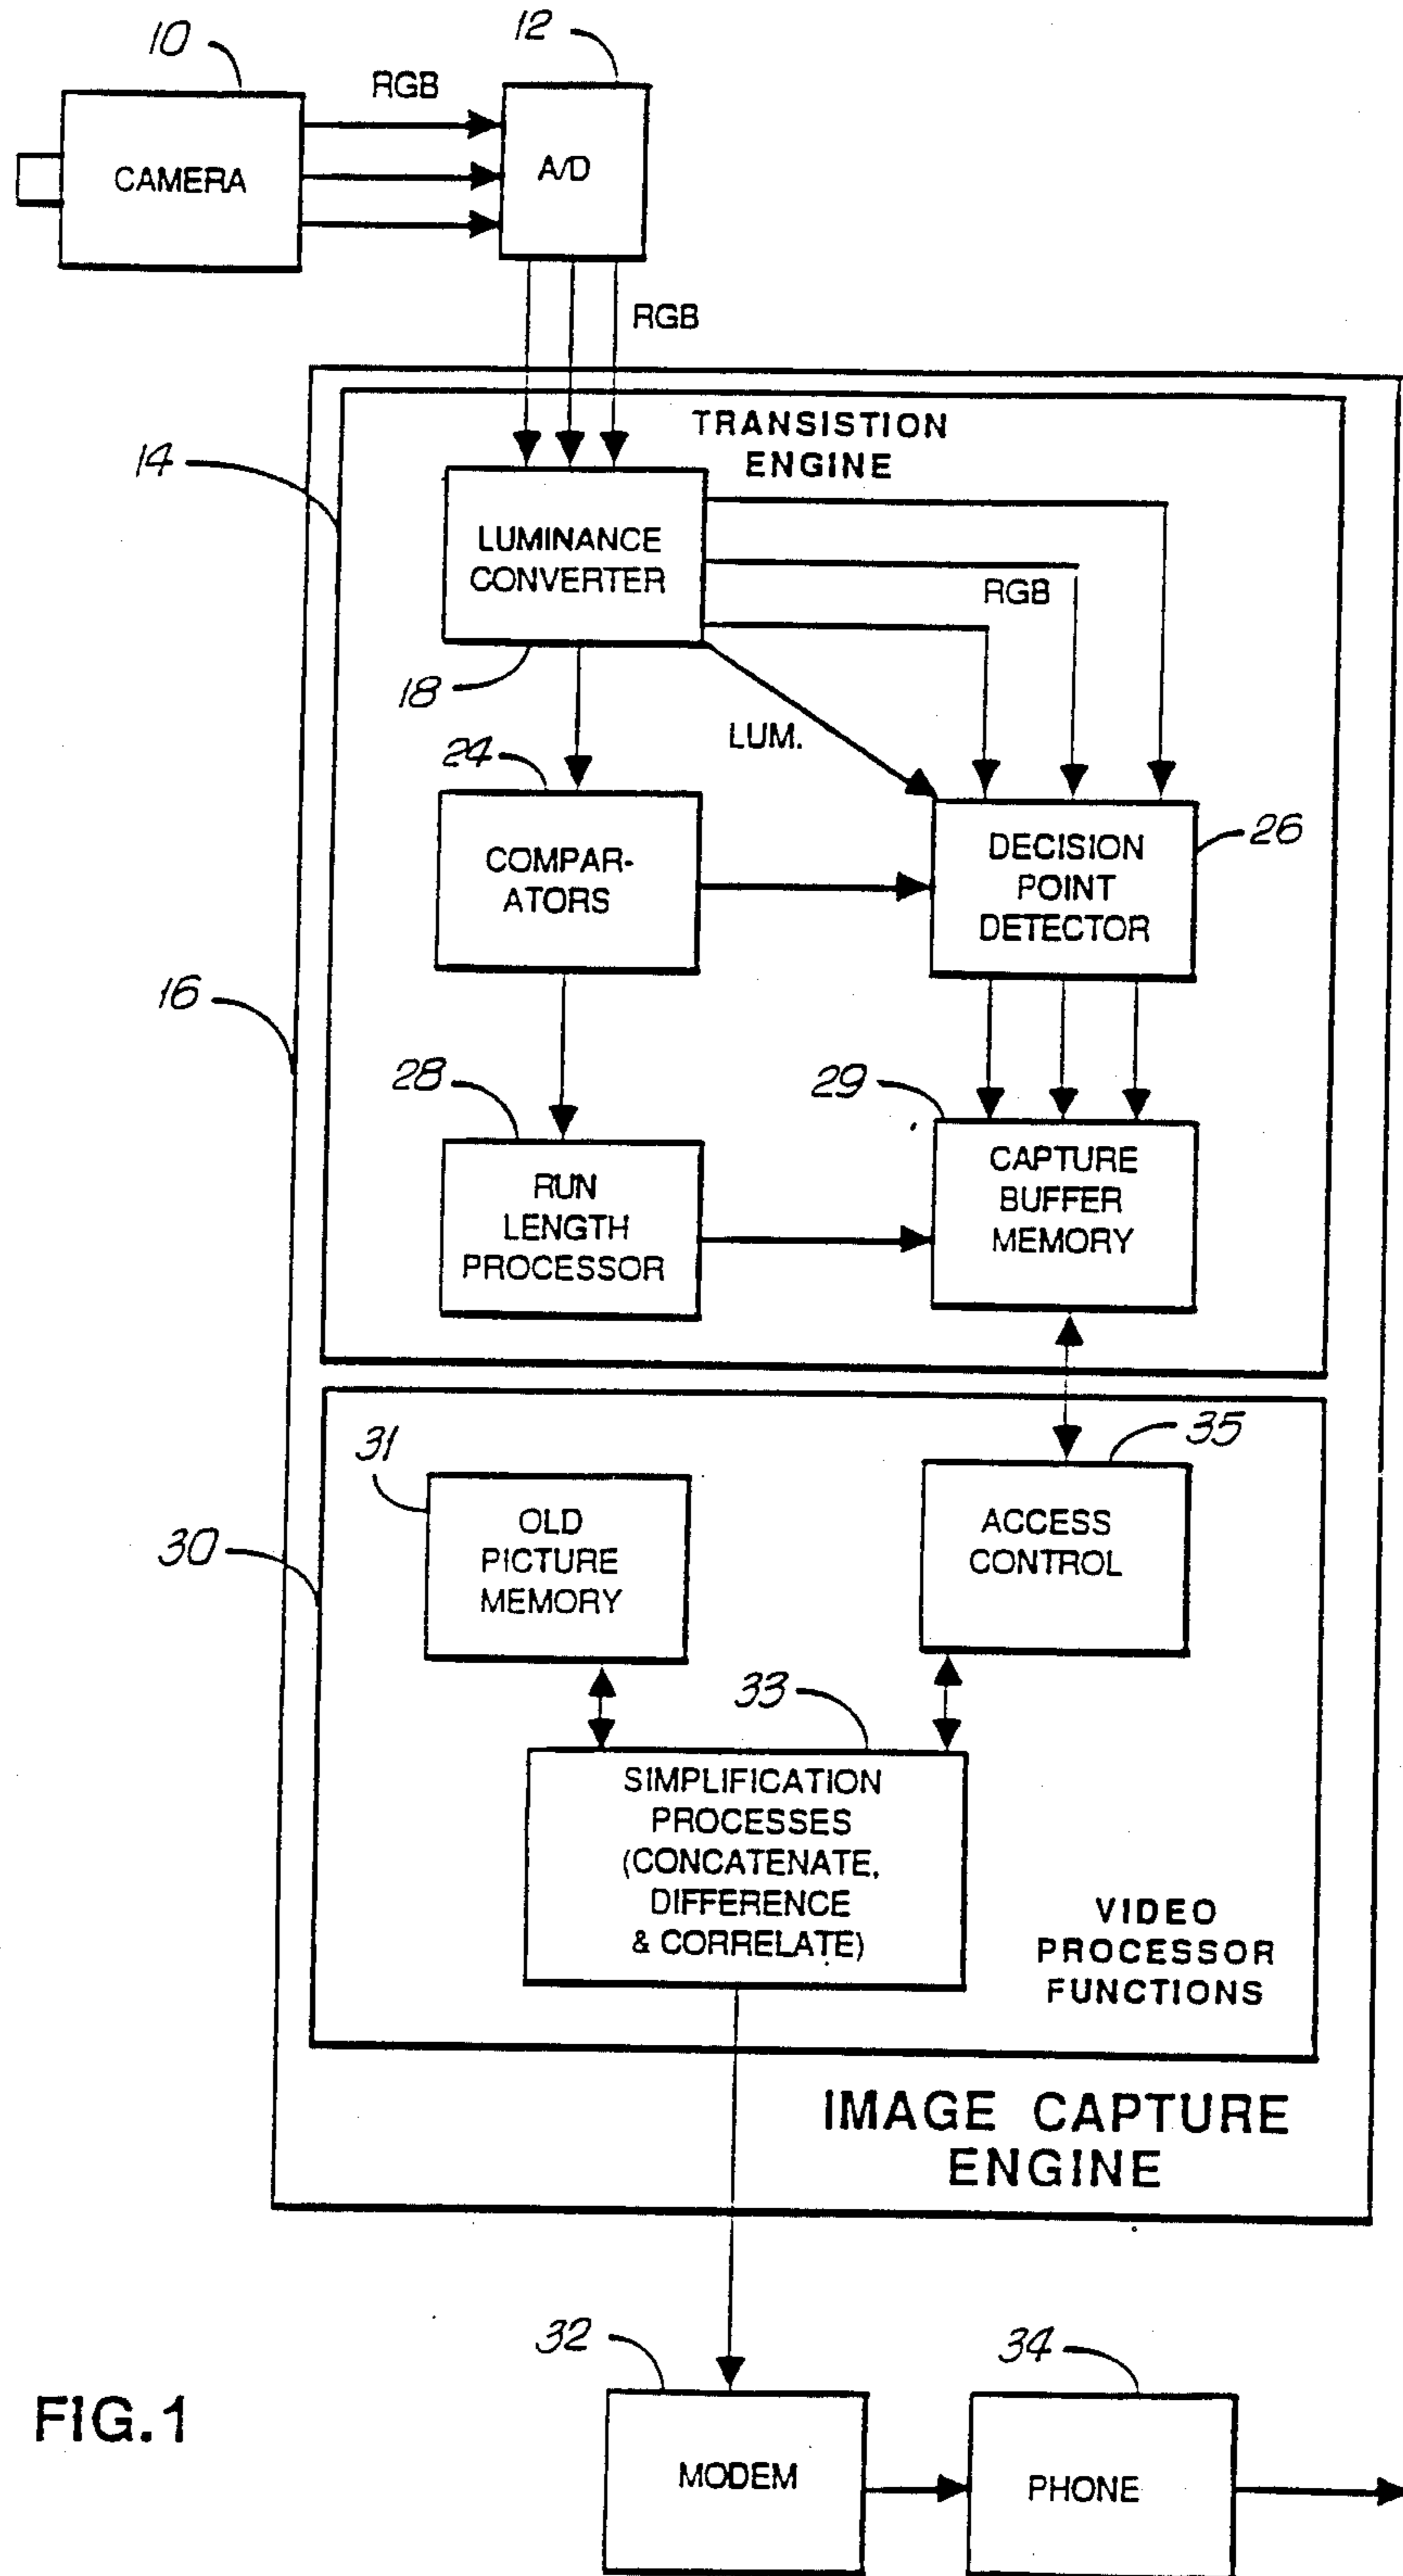 10
12
RGB
CAMERA
A/D
RGB
TRANSISTION
ENGINE
14
LUMINANCE
CONVERTER
RGB
18
LUM.
24
COMPAR-
ATORS
DECISION
POINT
DETECTOR
26
16
28
29
RUN
LENGTH
PROCESSOR
CAPTURE
BUFFER
MEMORY
31
35
OLD
PICTURE
MEMORY
ACCESS
CONTROL
30
33
SIMPLIFICATION
PROCESSES
(CONCATENATE,
DIFFERENCE
& CORRELATE)
VIDEO
PROCESSOR
FUNCTIONS
IMAGE CAPTURE
ENGINE
32
34
FIG.1
MODEM
PHONE